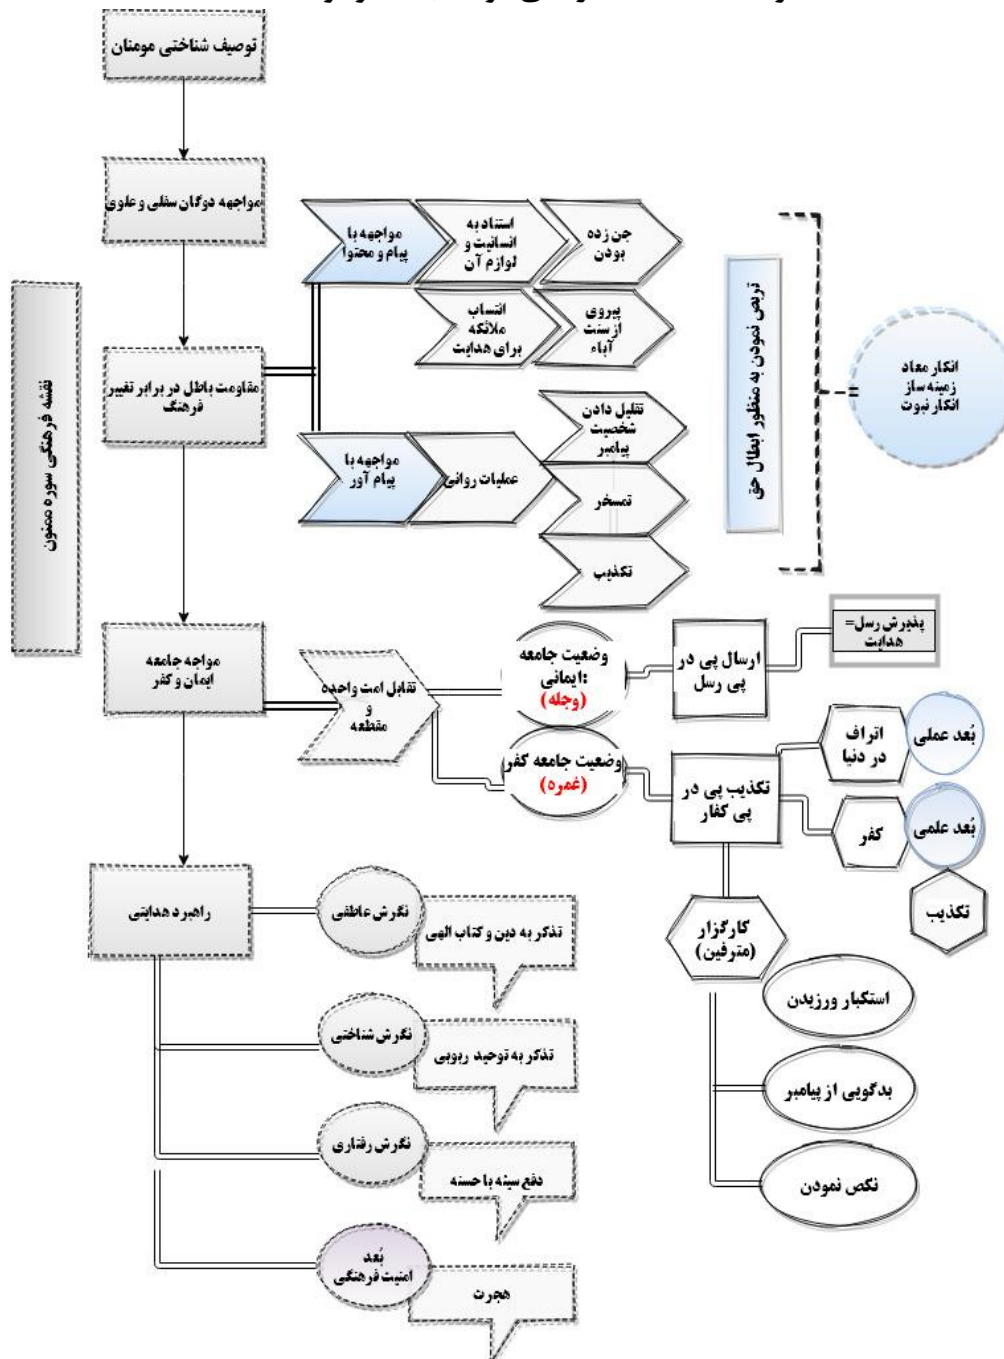 توصیف شناختی مومنان
مواجهه دوگان سفلی و علوی
مقاومت باطل در برابر تغییر
فرهنگ
مواجه جامعه
ایمان و کفر
راهبرد هدایتی
نقشه فرهنگی سوره ممنون
مواجهه با
پیام و محتوا
استناد به
انسانیت و
لوازم آن
جن زده
بودن
انتساب
ملائکه
برای هدایت
پیروی
از سنت
آباء
مواجهه با
پیام آور
عملیات روانی
تقلیل دادن
شخصیت
پیامبر
تمسخر
تکذیب
تربص نمودن به منظور ابطال حق
انکار معاد
زمینه ساز
انکار نبوت
تقابل امت واحده
و
مقطعه
وضعیت جامعه
ایمانی:
(وجله)
ارسال پی در
پی رسل
پذیرش رسل=
هدایت
وضعیت جامعه کفر
(غمره)
تکذیب پی در
پی کفار
اتراف
در دنیا
بُعد عملی
کفر
بُعد علمی
تکذیب
کارگزار
(مترفین)
استکبار ورزیدن
بدگویی از پیامبر
نکص نمودن
نگرش عاطفی
تذکر به دین و کتاب الهی
نگرش شناختی
تذکر به توحید ربوبی
نگرش رفتاری
دفع سیئه با حسنه
بُعد
امنیت فرهنگی
هجرت